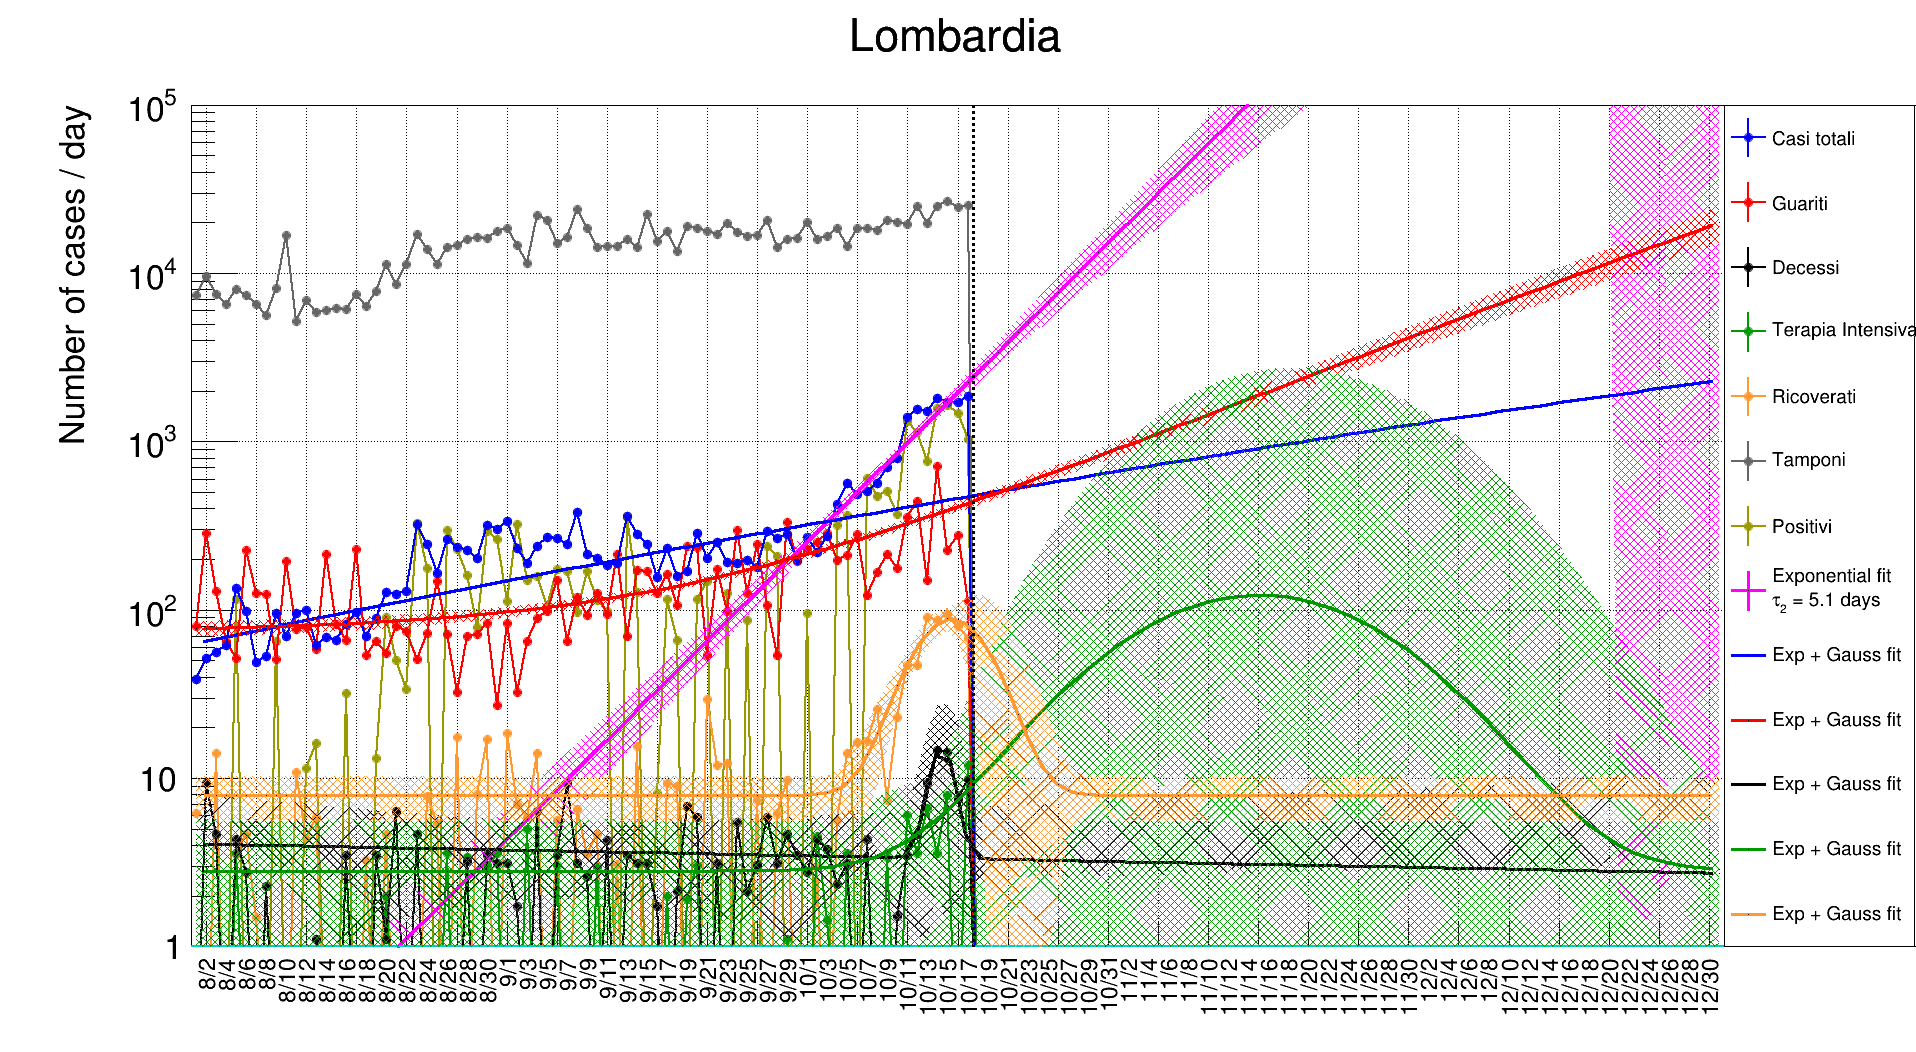 Lombardia
Number of cases / day
10^5
10^4
10^3
10^2
10
1
8/2 8/4 8/6 8/8 8/10 8/12 8/14 8/16 8/18 8/20 8/22 8/24 8/26 8/28 8/30 9/1 9/3 9/5 9/7 9/9 9/11 9/13 9/15 9/17 9/19 9/21 9/23 9/25 9/27 9/29 10/1 10/3 10/5 10/7 10/9 10/11 10/13 10/15 10/17 10/19 10/21 10/23 10/25 10/27 10/29 10/31 11/2 11/4 11/6 11/8 11/10 11/12 11/14 11/16 11/18 11/20 11/22 11/24 11/26 11/28 11/30 12/2 12/4 12/6 12/8 12/10 12/12 12/14 12/16 12/18 12/20 12/22 12/24 12/26 12/28 12/30
Casi totali
Guariti
Decessi
Terapia Intensiva
Ricoverati
Tamponi
Positivi
Exponential fit
τ₂ = 5.1 days
Exp + Gauss fit
Exp + Gauss fit
Exp + Gauss fit
Exp + Gauss fit
Exp + Gauss fit